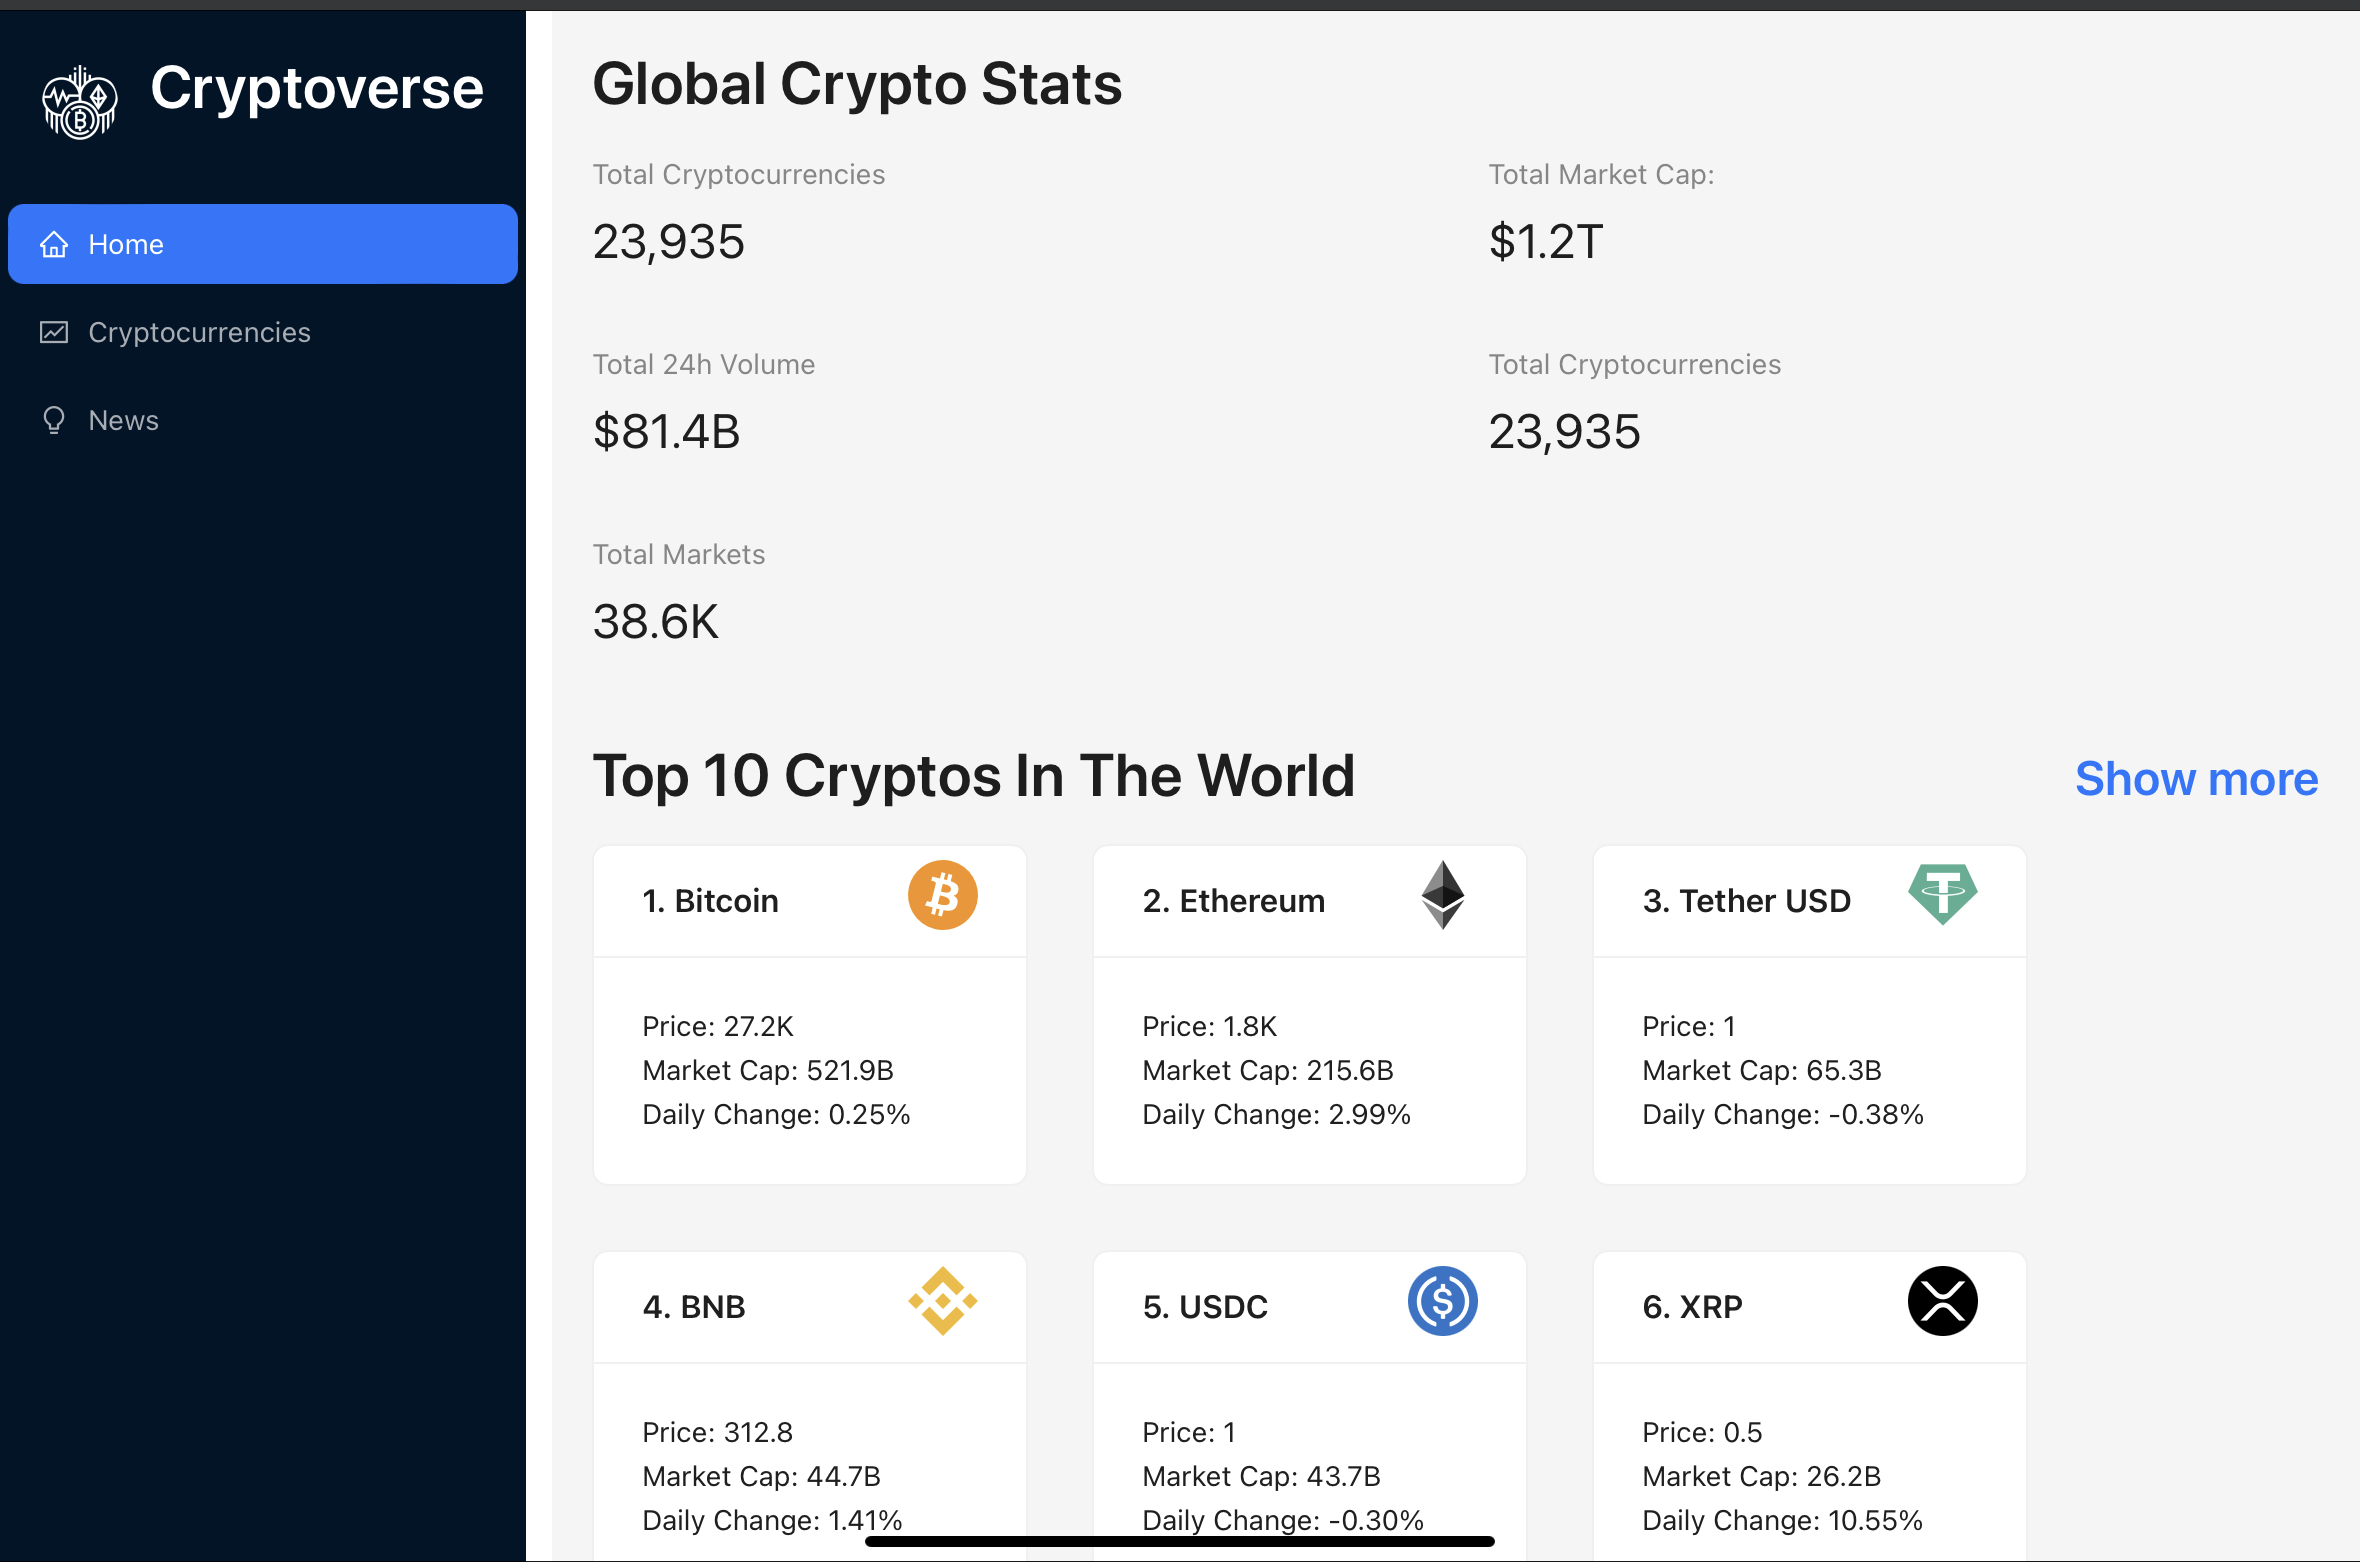 Cryptoverse
Home
Cryptocurrencies
News
Global Crypto Stats
Total Cryptocurrencies
23,935
Total Market Cap:
$1.2T
Total 24h Volume
$81.4B
Total Cryptocurrencies
23,935
Total Markets
38.6K
Top 10 Cryptos In The World
Show more
1. Bitcoin
Price: 27.2K
Market Cap: 521.9B
Daily Change: 0.25%
2. Ethereum
Price: 1.8K
Market Cap: 215.6B
Daily Change: 2.99%
3. Tether USD
Price: 1
Market Cap: 65.3B
Daily Change: -0.38%
4. BNB
Price: 312.8
Market Cap: 44.7B
Daily Change: 1.41%
5. USDC
Price: 1
Market Cap: 43.7B
Daily Change: -0.30%
6. XRP
Price: 0.5
Market Cap: 26.2B
Daily Change: 10.55%